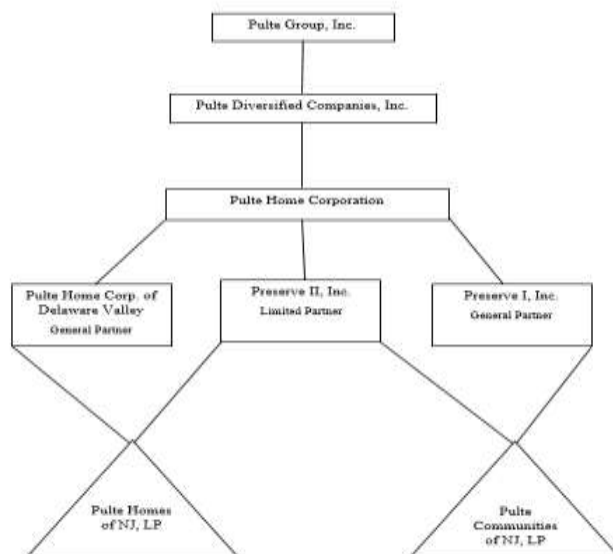 Pulte Group, Inc.
Pulte Diversified Companies, Inc.
Pulte Home Corporation
Pulte Home Corp. of
Delaware Valley
General Partner
Preserve II, Inc.
Limited Partner
Preserve I, Inc.
General Partner
Pulte Homes
of NJ, LP
Pulte
Communities
of NJ, LP